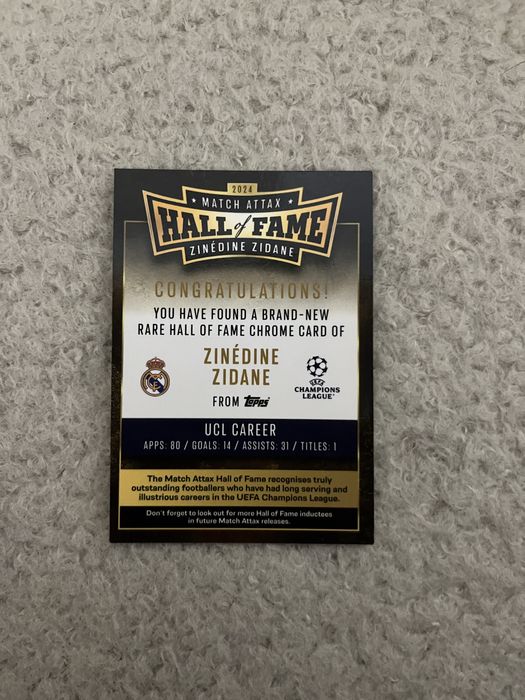 2024
MATCH ATTAX
HALL of FAME
ZINÉDINE ZIDANE
CONGRATULATIONS!
YOU HAVE FOUND A BRAND-NEW
RARE HALL OF FAME CHROME CARD OF
ZINÉDINE
ZIDANE
FROM Topps
UEFA
CHAMPIONS
LEAGUE
UCL CAREER
APPS: 80 / GOALS: 14 / ASSISTS: 31 / TITLES: 1
The Match Attax Hall of Fame recognises truly
outstanding footballers who have had long serving and
illustrious careers in the UEFA Champions League.
Don't forget to look out for more Hall of Fame inductees
in future Match Attax releases.